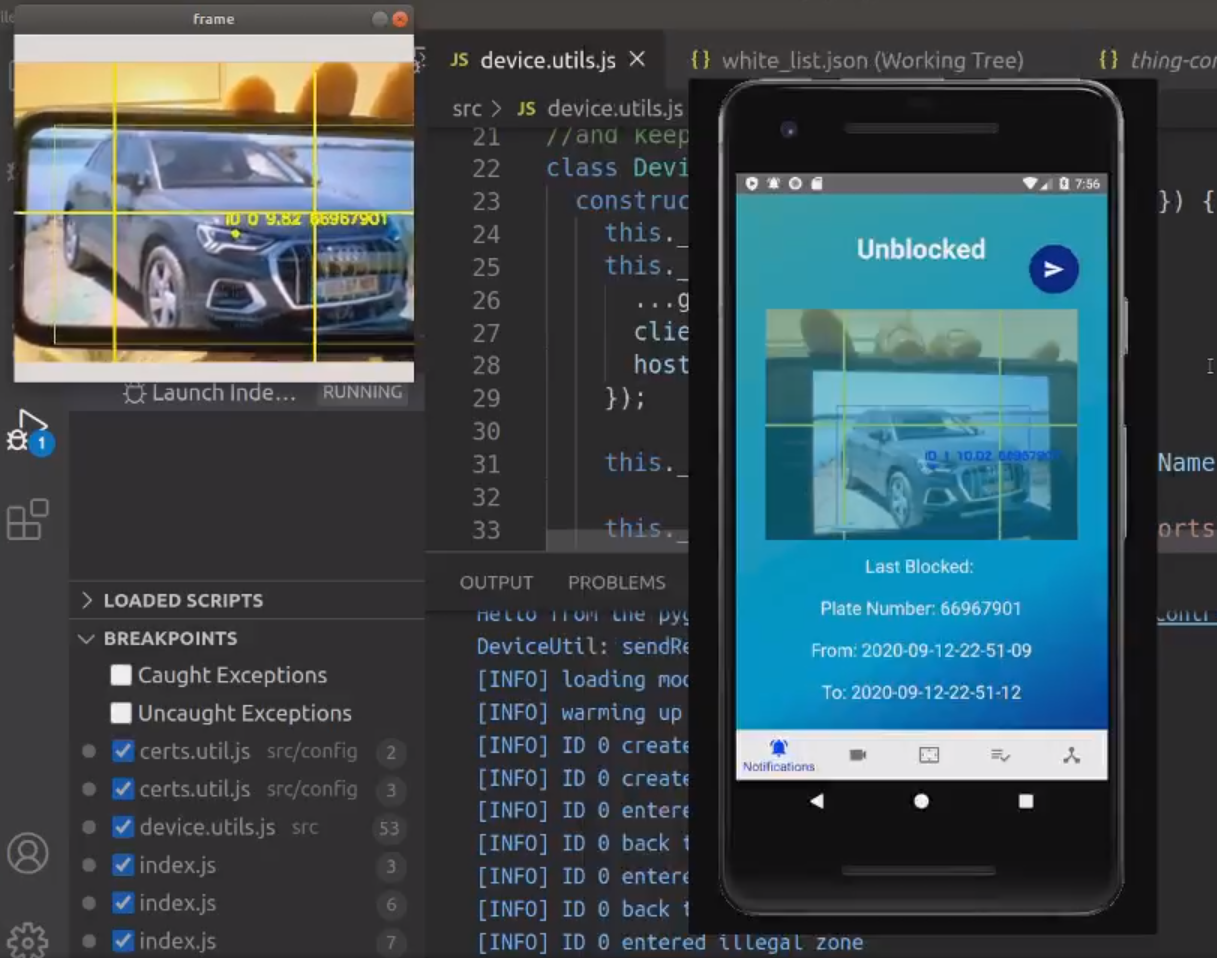 frame
ID 0 9.82 66967901
Launch Inde... RUNNING
1
LOADED SCRIPTS
BREAKPOINTS
Caught Exceptions
Uncaught Exceptions
certs.util.js src/config 2
certs.util.js src/config 3
device.utils.js src 53
index.js 3
index.js 6
index.js 7
JS device.utils.js
{} white_list.json (Working Tree)
{} thing-cor
src > JS device.utils.js
21 //and keep
22 class Devi
23 construc }) {
24 this._
25 this._
26 ...g
27 clie
28 host
29 });
30
31 this._ Name
32
33 this._ orts
OUTPUT PROBLEMS
Hello from the pyg contr
DeviceUtil: sendRe
[INFO] loading mod
[INFO] warming up
[INFO] ID 0 create
[INFO] ID 0 create
[INFO] ID 0 entere
[INFO] ID 0 back t
[INFO] ID 0 entere
[INFO] ID 0 back t
[INFO] ID 0 entered illegal zone
7:56
Unblocked
ID 1 10.02 66967901
Last Blocked:
Plate Number: 66967901
From: 2020-09-12-22-51-09
To: 2020-09-12-22-51-12
Notifications